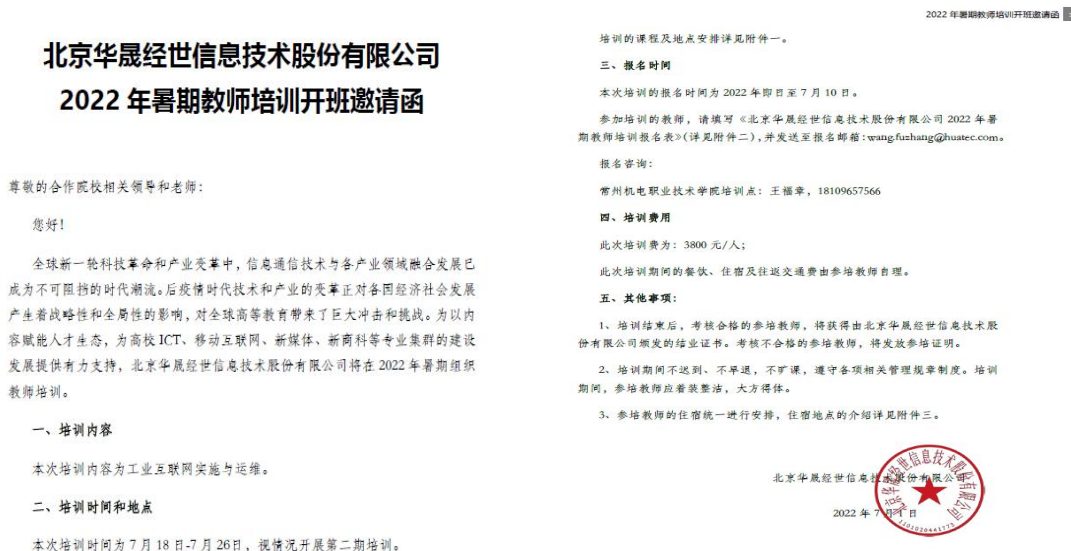 北京华晟经世信息技术股份有限公司
2022 年暑期教师培训开班邀请函
尊敬的合作院校相关领导和老师：
您好！
全球新一轮科技革命和产业变革中，信息通信技术与各产业领域融合发展已
成为不可阻挡的时代潮流。后疫情时代技术和产业的变革正对各国经济社会发展
产生着战略性和全局性的影响，对全球高等教育带来了巨大冲击和挑战。为以内
容赋能人才生态，为高校 ICT、移动互联网、新媒体、新商科等专业集群的建设
发展提供有力支持，北京华晟经世信息技术股份有限公司将在 2022 年暑期组织
教师培训。
一、培训内容
本次培训内容为工业互联网实施与运维。
二、培训时间和地点
本次培训时间为 7 月 18 日-7 月 26 日，视情况开展第二期培训。
2022 年暑期教师培训开班邀请函
培训的课程及地点安排详见附件一。
三、报名时间
本次培训的报名时间为 2022 年即日至 7 月 10 日。
参加培训的教师，请填写《北京华晟经世信息技术股份有限公司 2022 年暑
期教师培训报名表》（详见附件二），并发送至报名邮箱：wang.fuzhang@huatec.com。
报名咨询：
常州机电职业技术学院培训点：王福章，18109657566
四、培训费用
此次培训费为：3800 元/人；
此次培训期间的餐饮、住宿及往返交通费由参培教师自理。
五、其他事项：
1、培训结束后，考核合格的参培教师，将获得由北京华晟经世信息技术股
份有限公司颁发的结业证书。考核不合格的参培教师，将发放参培证明。
2、培训期间不迟到、不早退，不旷课，遵守各项相关管理规章制度。培训
期间，参培教师应着装整洁，大方得体。
3、参培教师的住宿统一进行安排，住宿地点的介绍详见附件三。
北京华晟经世信息技术股份有限公司
2022 年 7 月 1 日
北京华晟经世信息技术股份有限公司
1101020441775